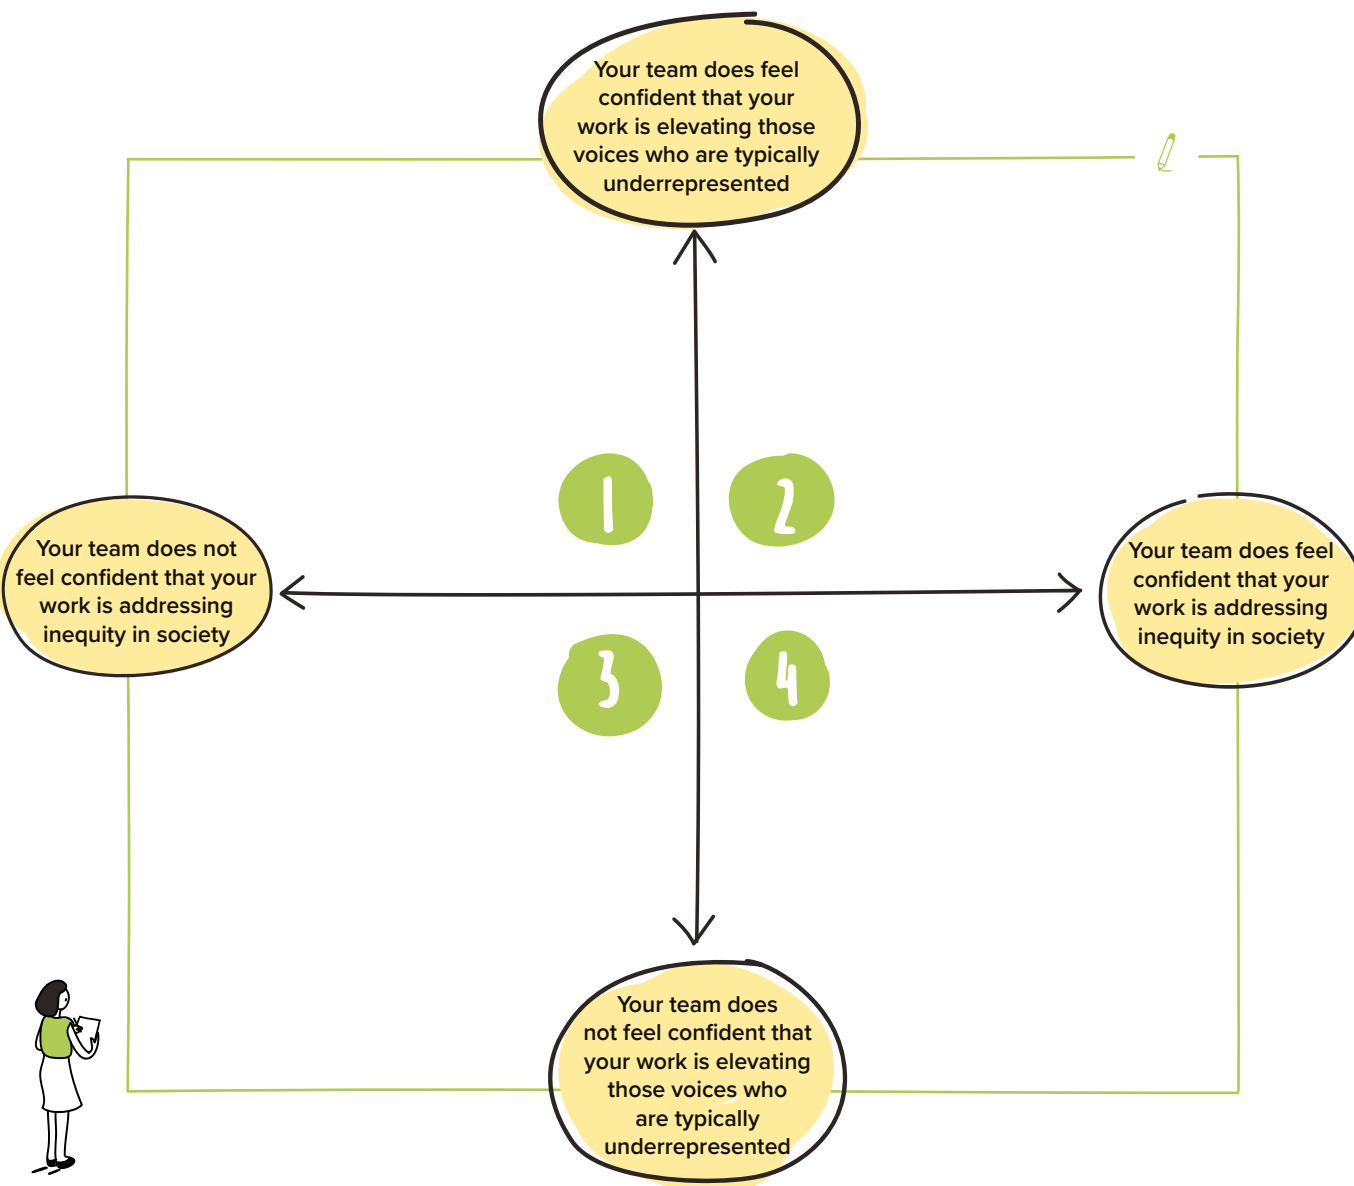 Your team does feel
confident that your
work is elevating those
voices who are typically
underrepresented
1
2
Your team does not
feel confident that your
work is addressing
inequity in society
Your team does feel
confident that your
work is addressing
inequity in society
3
4
Your team does
not feel confident that
your work is elevating
those voices who
are typically
underrepresented